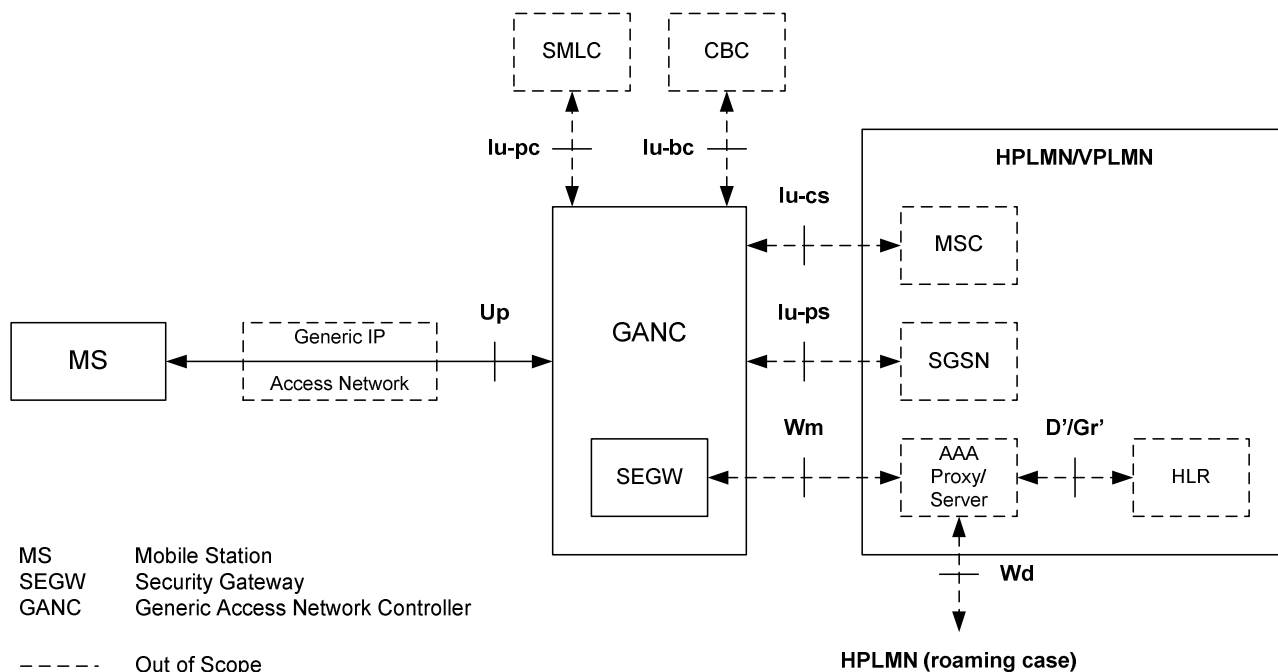 SMLC
CBC
Iu-pc
Iu-bc
HPLMN/VPLMN
Iu-cs
MSC
Up
Iu-ps
GANC
MS
Generic IP
Access Network
SGSN
Wm
D’/Gr’
SEGW
AAA
Proxy/
Server
HLR
MS Mobile Station
SEGW Security Gateway
GANC Generic Access Network Controller
Wd
Out of Scope
HPLMN (roaming case)